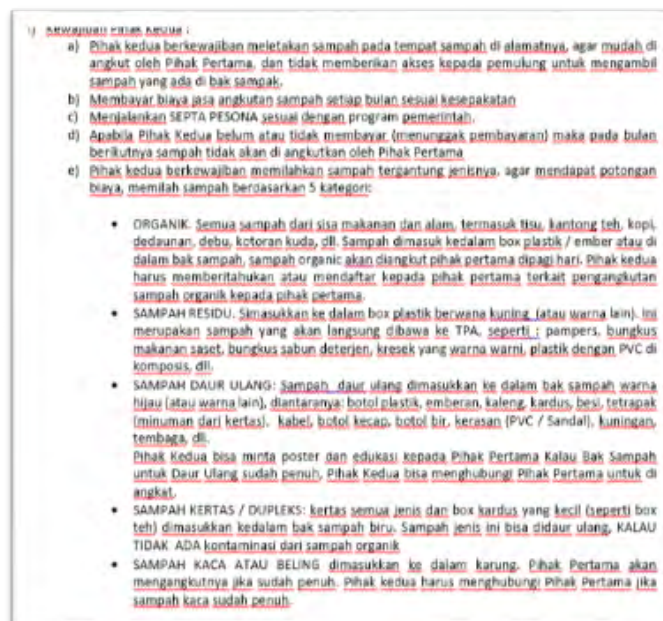 i) Kewajiban Pihak Kedua :
a) Pihak kedua berkewajiban meletakan sampah pada tempat sampah di alamatnya, agar mudah di
angkut oleh Pihak Pertama, dan tidak memberikan akses kepada pemulung untuk mengambil
sampah yang ada di bak sampak.
b) Membayar biaya jasa angkutan sampah setiap bulan sesuai kesepakatan
c) Menjalankan SEPTA PESONA sesuai dengan program pemerintah.
d) Apabila Pihak Kedua belum atau tidak membayar (menunggak pembayaran) maka pada bulan
berikutnya sampah tidak akan di angkutkan oleh Pihak Pertama
e) Pihak kedua berkewajiban memilahkan sampah tergantung jenisnya, agar mendapat potongan
biaya, memilah sampah berdasarkan 5 kategori:
• ORGANIK. Semua sampah dari sisa makanan dan alam, termasuk tisu, kantong teh, kopi,
dedaunan, debu, kotoran kuda, dll. Sampah dimasuk kedalam box plastik / ember atau di
dalam bak sampah, sampah organic akan diangkut pihak pertama dipagi hari. Pihak kedua
harus memberitahukan atau mendaftar kepada pihak pertama terkait pengangkutan
sampah organik kepada pihak pertama.
• SAMPAH RESIDU. Simasukkan ke dalam box plastik berwana kuning (atau warna lain). Ini
merupakan sampah yang akan langsung dibawa ke TPA, seperti : pampers, bungkus
makanan saset, bungkus sabun deterjen, kresek yang warna warni, plastik dengan PVC di
komposis, dll.
• SAMPAH DAUR ULANG: Sampah daur ulang dimasukkan ke dalam bak sampah warna
hijau (atau warna lain), diantaranya: botol plastik, emberan, kaleng, kardus, besi, tetrapak
(minuman dari kertas), kabel, botol kecap, botol bir, kerasan (PVC / Sandal), kuningan,
tembaga, dll.
Pihak Kedua bisa minta poster dan edukasi kepada Pihak Pertama Kalau Bak Sampah
untuk Daur Ulang sudah penuh, Pihak Kedua bisa menghubungi Pihak Pertama untuk di
angkat.
• SAMPAH KERTAS / DUPLEKS: kertas semua jenis dan box kardus yang kecil (seperti box
teh) dimasukkan kedalam bak sampah biru. Sampah jenis ini bisa didaur ulang, KALAU
TIDAK ADA kontaminasi dari sampah organik
• SAMPAH KACA ATAU BELING dimasukkan ke dalam karung. Pihak Pertama akan
mengangkutnya jika sudah penuh. Pihak kedua harus menghubungi Pihak Pertama jika
sampah kaca sudah penuh.